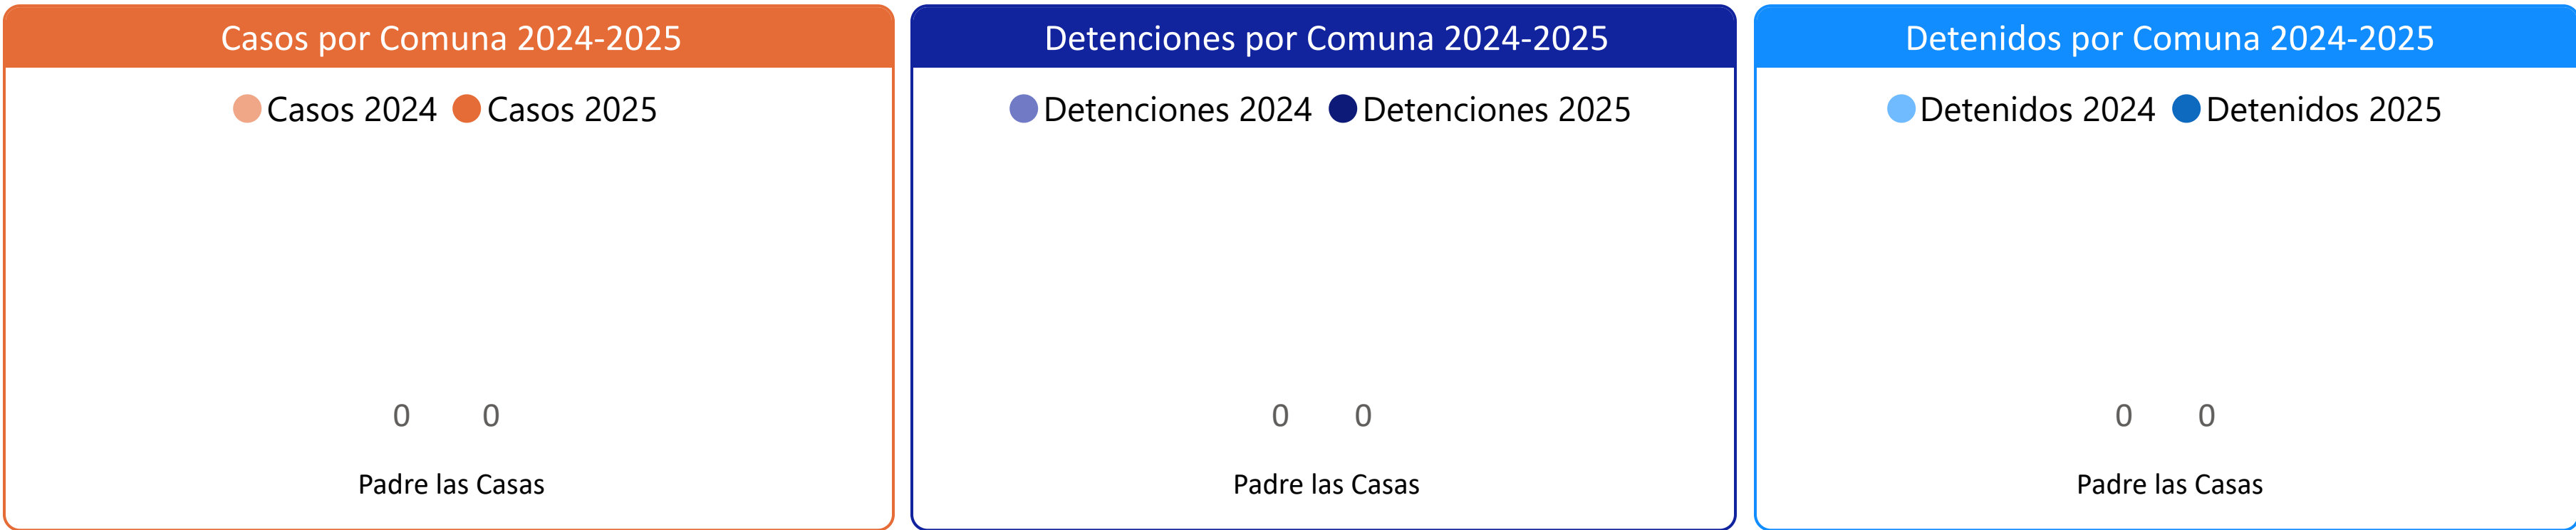 Casos por Comuna 2024-2025
Casos 2024 Casos 2025
0 0
Padre las Casas
Detenciones por Comuna 2024-2025
Detenciones 2024 Detenciones 2025
0 0
Padre las Casas
Detenidos por Comuna 2024-2025
Detenidos 2024 Detenidos 2025
0 0
Padre las Casas